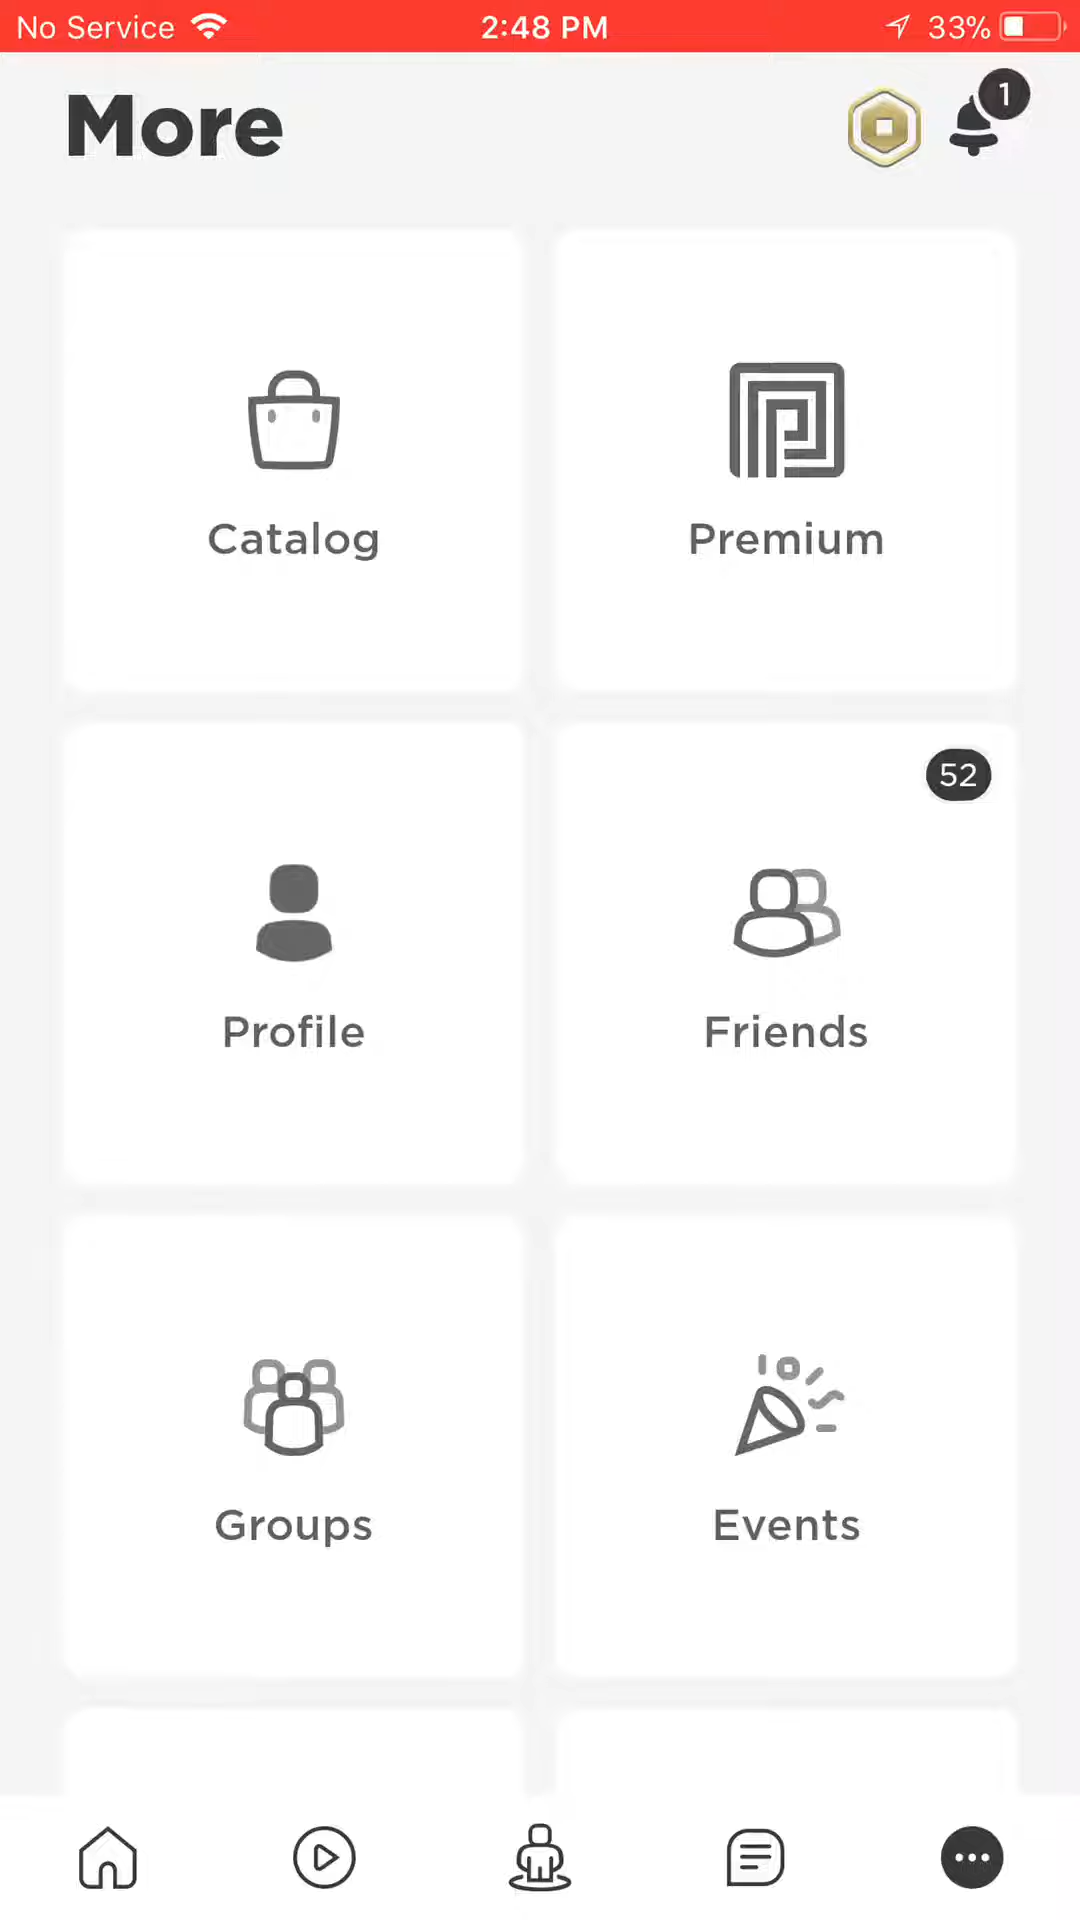 No Service 2:48 PM 33%
More
1
Catalog Premium
52
Profile Friends
Groups Events